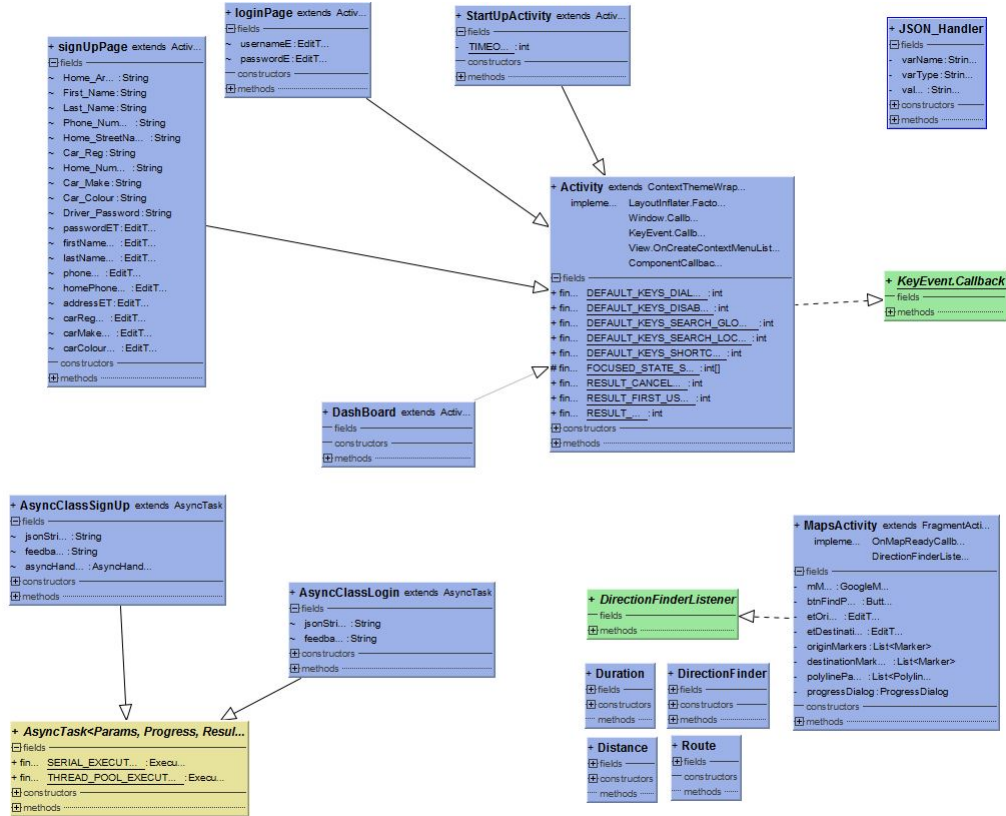 + signUpPage extends Activ...
fields
~ Home_Ar... : String
~ First_Name: String
~ Last_Name: String
~ Phone_Num... : String
~ Home_StreetNa... : String
~ Car_Reg: String
~ Home_Num... : String
~ Car_Make: String
~ Car_Colour: String
~ Driver_Password: String
~ passwordET: EditT...
~ firstName... : EditT...
~ lastName... : EditT...
~ phone... : EditT...
~ homePhone... : EditT...
~ addressET: EditT...
~ carReg... : EditT...
~ carMake... : EditT...
~ carColour... : EditT...
constructors
methods
+ loginPage extends Activ...
fields
~ usernameE: EditT...
~ passwordE: EditT...
constructors
methods
+ StartUpActivity extends Activ...
fields
- TIMEO... : int
constructors
methods
+ JSON_Handler
fields
- varName: Strin...
- varType: Strin...
- val... : Strin...
constructors
methods
+ Activity extends ContextThemeWrap...
impleme... LayoutInflater.Facto...
Window.Callb...
KeyEvent.Callb...
View.OnCreateContextMenuList...
ComponentCallbac...
fields
+ fin... DEFAULT_KEYS_DIAL... : int
+ fin... DEFAULT_KEYS_DISAB... : int
+ fin... DEFAULT_KEYS_SEARCH_GLO... : int
+ fin... DEFAULT_KEYS_SEARCH_LOC... : int
+ fin... DEFAULT_KEYS_SHORTC... : int
# fin... FOCUSED_STATE_S... : int[]
+ fin... RESULT_CANCEL... : int
+ fin... RESULT_FIRST_US... : int
+ fin... RESULT_... : int
constructors
methods
+ KeyEvent.Callback
fields
methods
+ DashBoard extends Activ...
fields
constructors
methods
+ AsyncClassSignUp extends AsyncTask
fields
~ jsonStri... : String
~ feedba... : String
~ asyncHand... : AsyncHand...
constructors
methods
+ AsyncClassLogin extends AsyncTask
fields
~ jsonStri... : String
~ feedba... : String
constructors
methods
+ AsyncTask<Params, Progress, Resul...
fields
+ fin... SERIAL_EXECUT... : Execu...
+ fin... THREAD_POOL_EXECUT... : Execu...
constructors
methods
+ MapsActivity extends FragmentActi...
impleme... OnMapReadyCallb...
DirectionFinderListe...
fields
- mM... : GoogleM...
- btnFindP... : Butt...
- etOri... : EditT...
- etDestinati... : EditT...
- originMarkers : List<Marker>
- destinationMark... : List<Marker>
- polylinePa... : List<Polylin...
- progressDialog: ProgressDialog
constructors
methods
+ DirectionFinderListener
fields
methods
+ Duration
fields
constructors
methods
+ DirectionFinder
fields
constructors
methods
+ Distance
fields
constructors
methods
+ Route
fields
constructors
methods